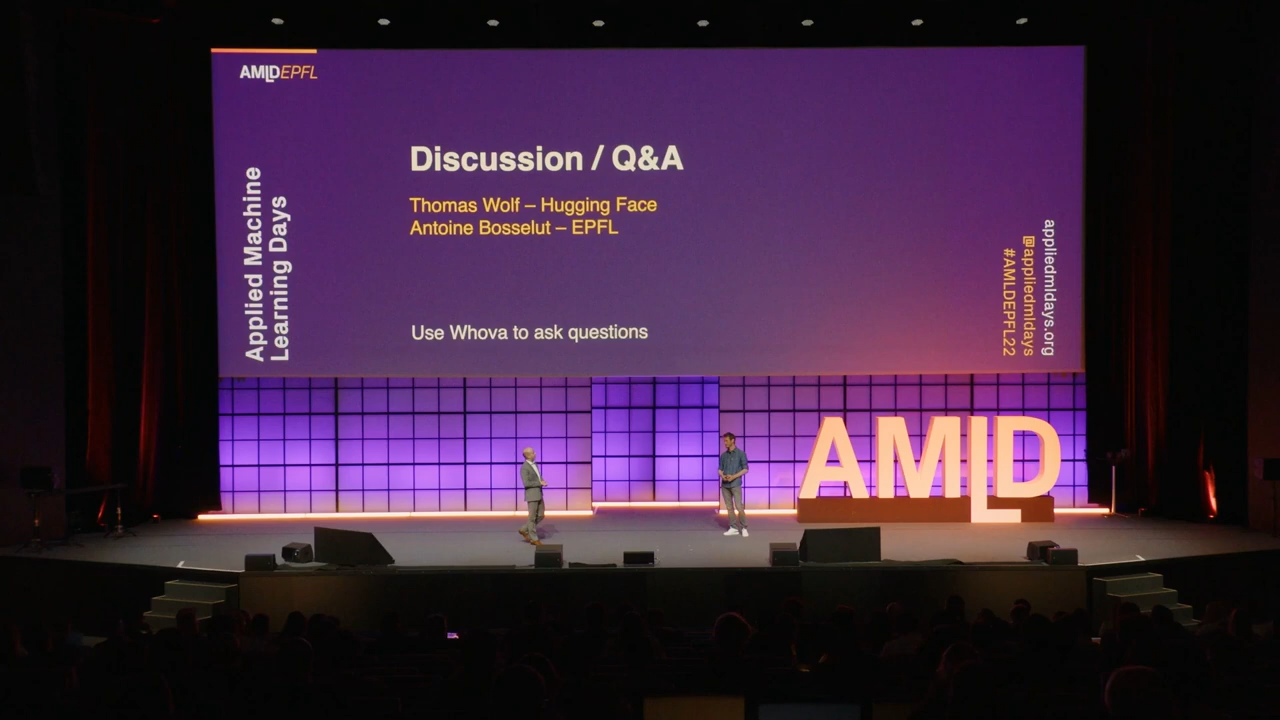 AMLDEPFL
Applied Machine
Learning Days
Discussion / Q&A
Thomas Wolf – Hugging Face
Antoine Bosselut – EPFL
Use Whova to ask questions
appliedmldays.org
@appliedmldays
#AMLDEPFL22
AMLD